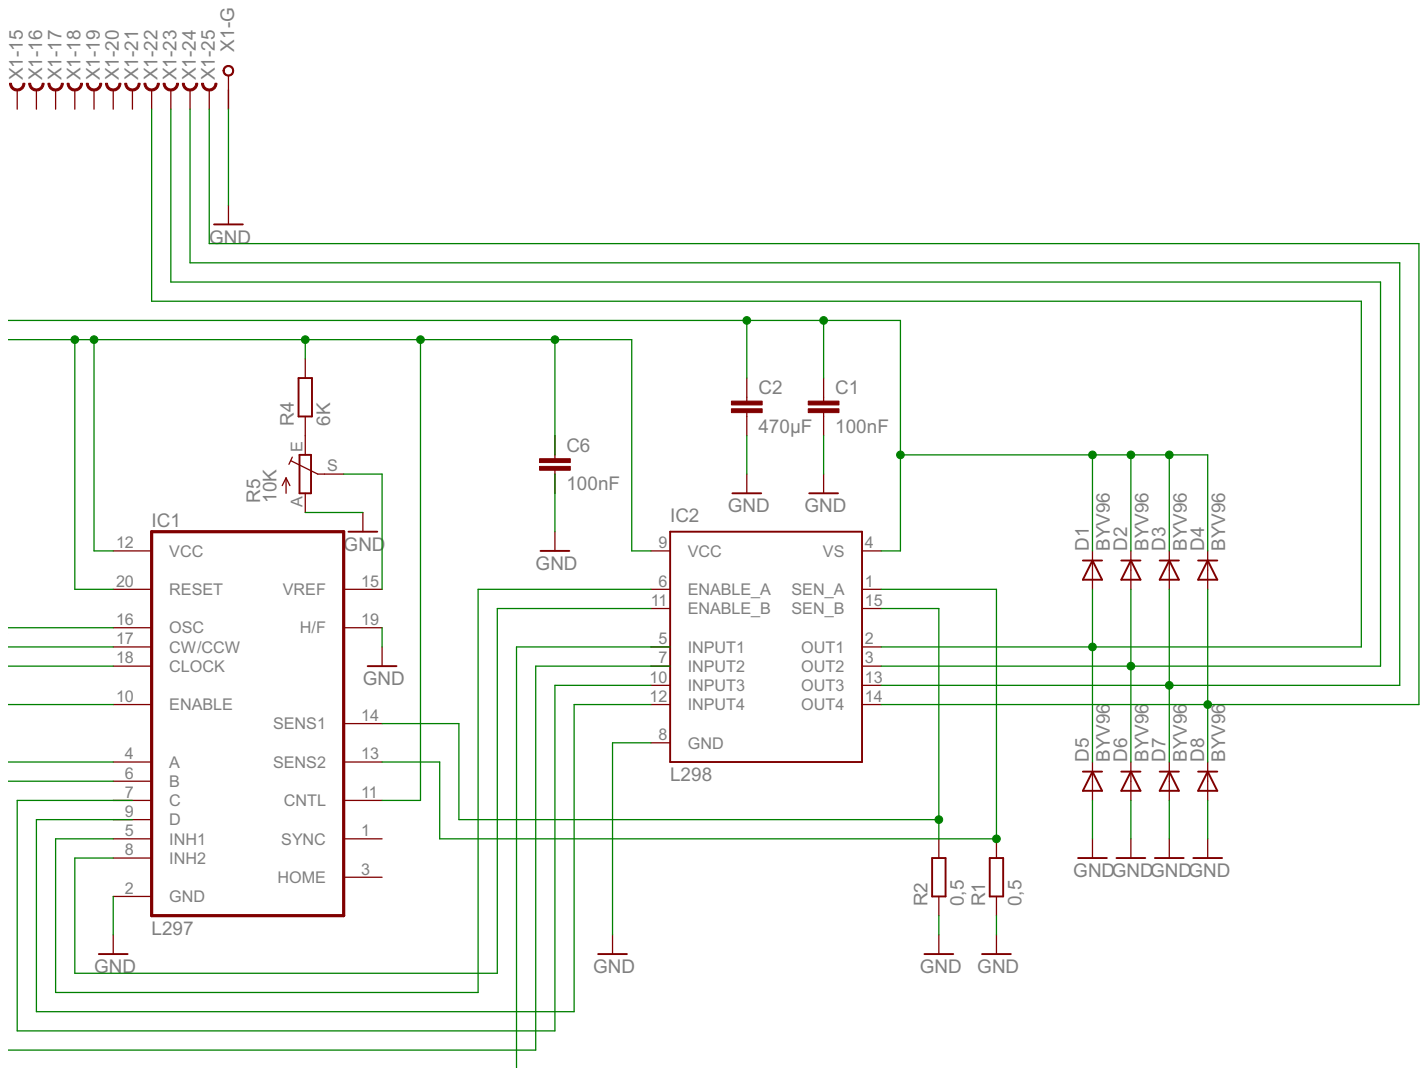 X1-15
X1-16
X1-17
X1-18
X1-19
X1-20
X1-21
X1-22
X1-23
X1-24
X1-25
X1-G
GND
R4
6K
E
S
R5
10K
A
GND
C2
470µF
GND
C1
100nF
GND
C6
100nF
GND
IC1
12 VCC
20 RESET
16 OSC
17 CW/CCW
18 CLOCK
10 ENABLE
4 A
6 B
7 C
9 D
5 INH1
8 INH2
2 GND
VREF 15
H/F 19
SENS1 14
SENS2 13
CNTL 11
SYNC 1
HOME 3
L297
GND
GND
IC2
9 VCC
6 ENABLE_A
11 ENABLE_B
5 INPUT1
7 INPUT2
10 INPUT3
12 INPUT4
8 GND
VS 4
SEN_A 1
SEN_B 15
OUT1 2
OUT2 3
OUT3 13
OUT4 14
L298
GND
D1
BYV96
D2
BYV96
D3
BYV96
D4
BYV96
D5
BYV96
D6
BYV96
D7
BYV96
D8
BYV96
GND
GND
GND
GND
R2
0,5
R1
0,5
GND
GND